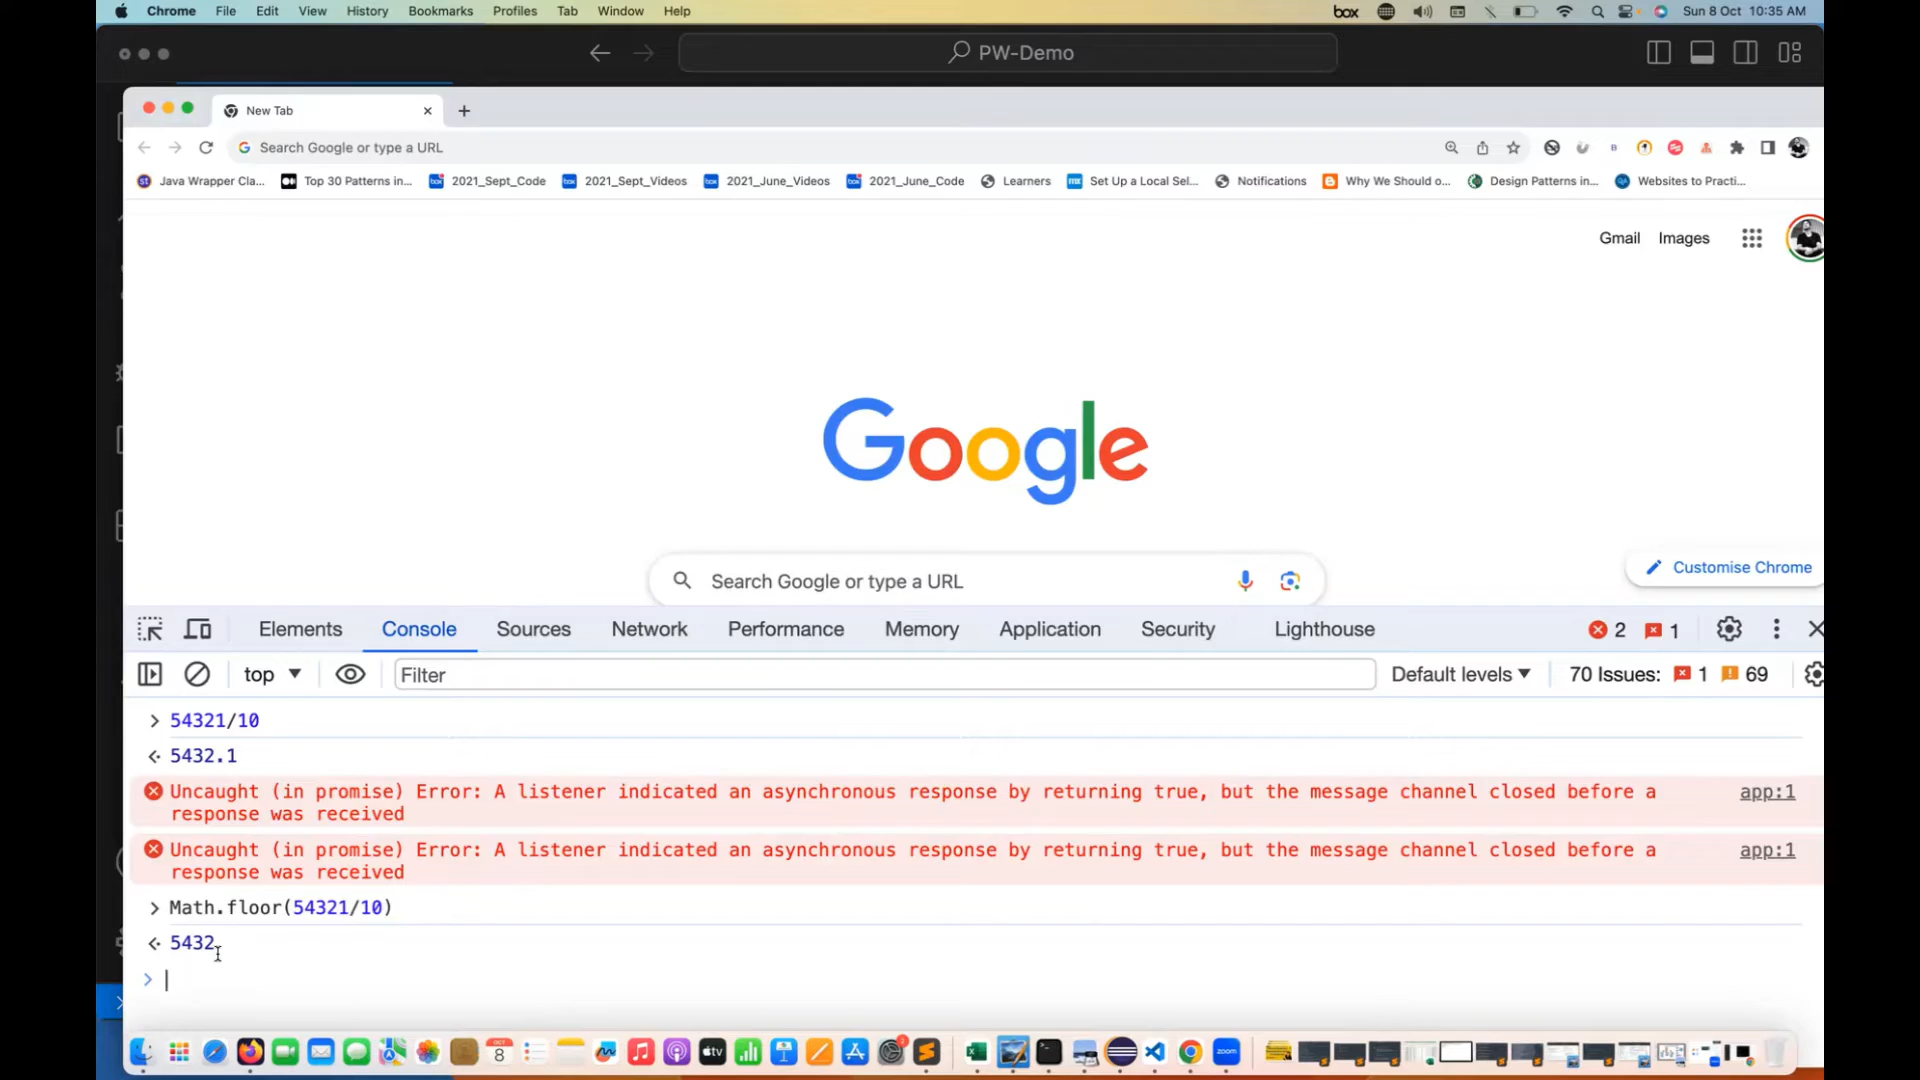 Chrome File Edit View History Bookmarks Profiles Tab Window Help box Sun 8 Oct 10:35 AM
PW-Demo
New Tab
Search Google or type a URL
Java Wrapper Cla... Top 30 Patterns in... 2021_Sept_Code 2021_Sept_Videos 2021_June_Videos 2021_June_Code Learners Set Up a Local Sel... Notifications Why We Should o... Design Patterns in... Websites to Practi...
Gmail Images
Google
Search Google or type a URL
Customise Chrome
Elements Console Sources Network Performance Memory Application Security Lighthouse 2 1
top Filter Default levels 70 Issues: 1 69
> 54321/10
5432.1
Uncaught (in promise) Error: A listener indicated an asynchronous response by returning true, but the message channel closed before a app:1
response was received
Uncaught (in promise) Error: A listener indicated an asynchronous response by returning true, but the message channel closed before a app:1
response was received
> Math.floor(54321/10)
5432
>
OCT 8 tv zoom